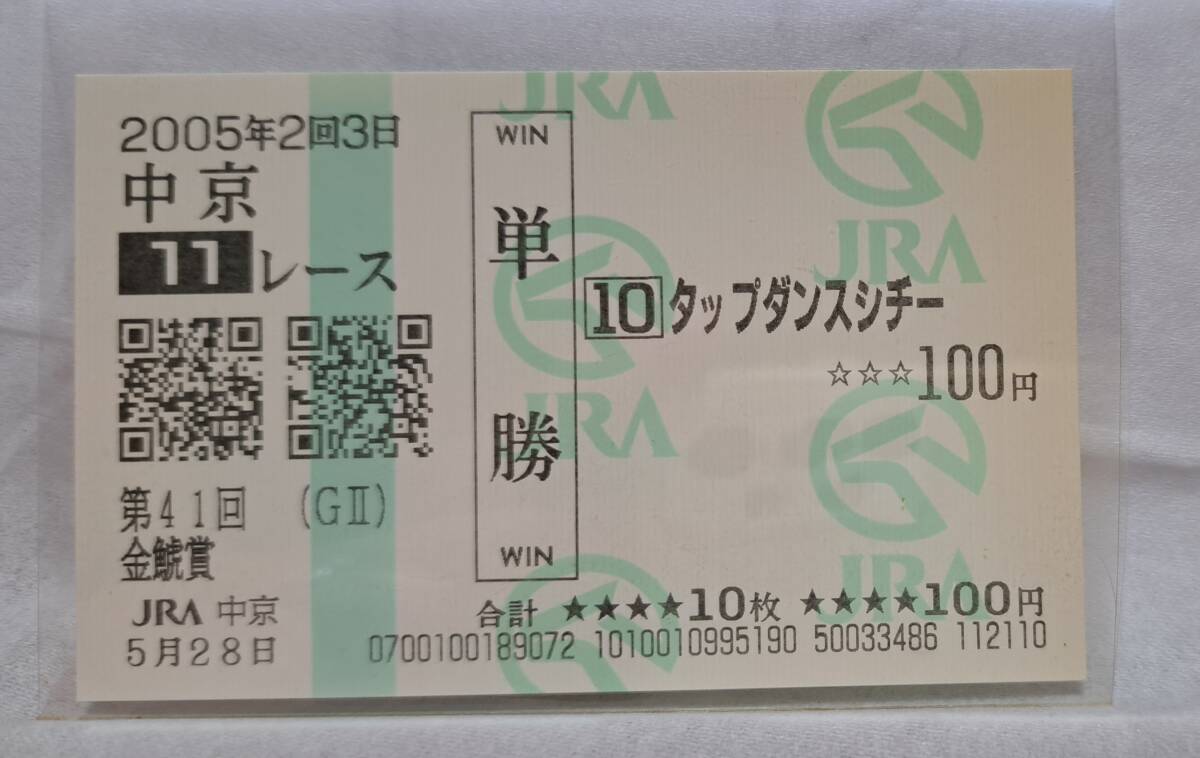 2005年2回3日
中京
11レース
第41回 (GⅡ)
金鯱賞
JRA 中京
5月28日
WIN
単勝
WIN
10 タップダンスシチー
☆☆☆100円
合計 ★★★★10枚 ★★★★100円
0700100189072 1010010995190 50033486 112110
JRA
JRA
JRA
JRA